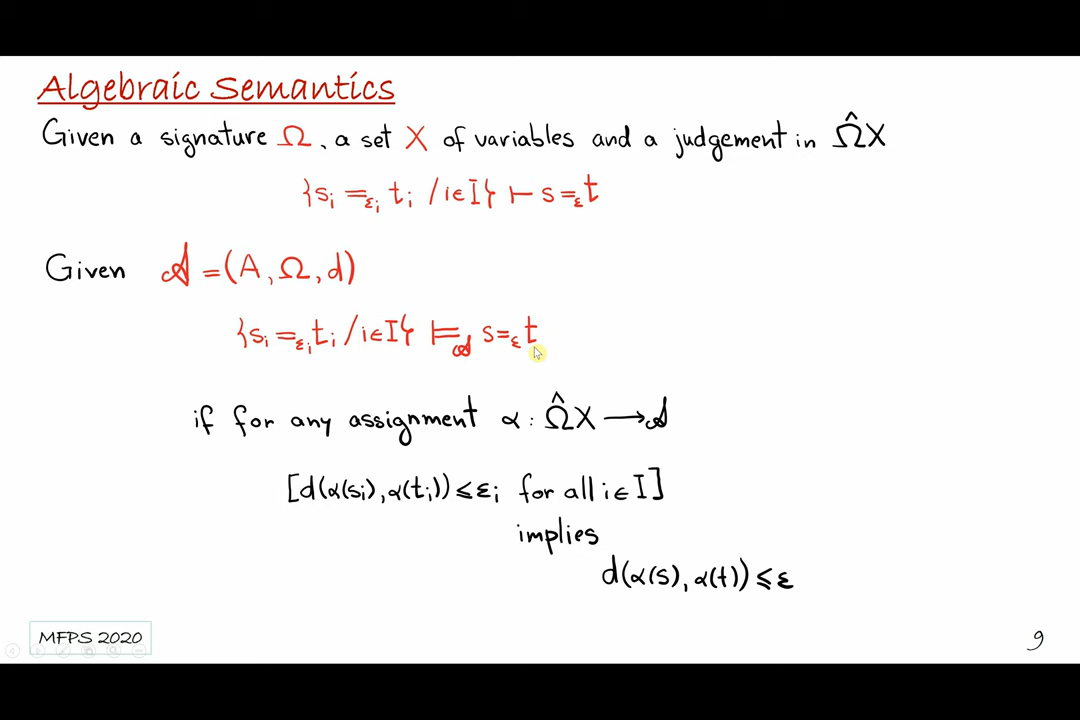 Algebraic Semantics
Given a signature Ω, a set X of variables and a judgement in Ω̂X
{sᵢ =_εᵢ tᵢ / i∈I} ⊢ s =_ε t
Given 𝒜 = (A, Ω, d)
{sᵢ =_εᵢ tᵢ / i∈I} ⊨_𝒜 s =_ε t
if for any assignment α : Ω̂X ⟶ 𝒜
[d(α(sᵢ), α(tᵢ)) ≤ εᵢ for all i∈I]
implies
d(α(s), α(t)) ≤ ε
MFPS 2020
9